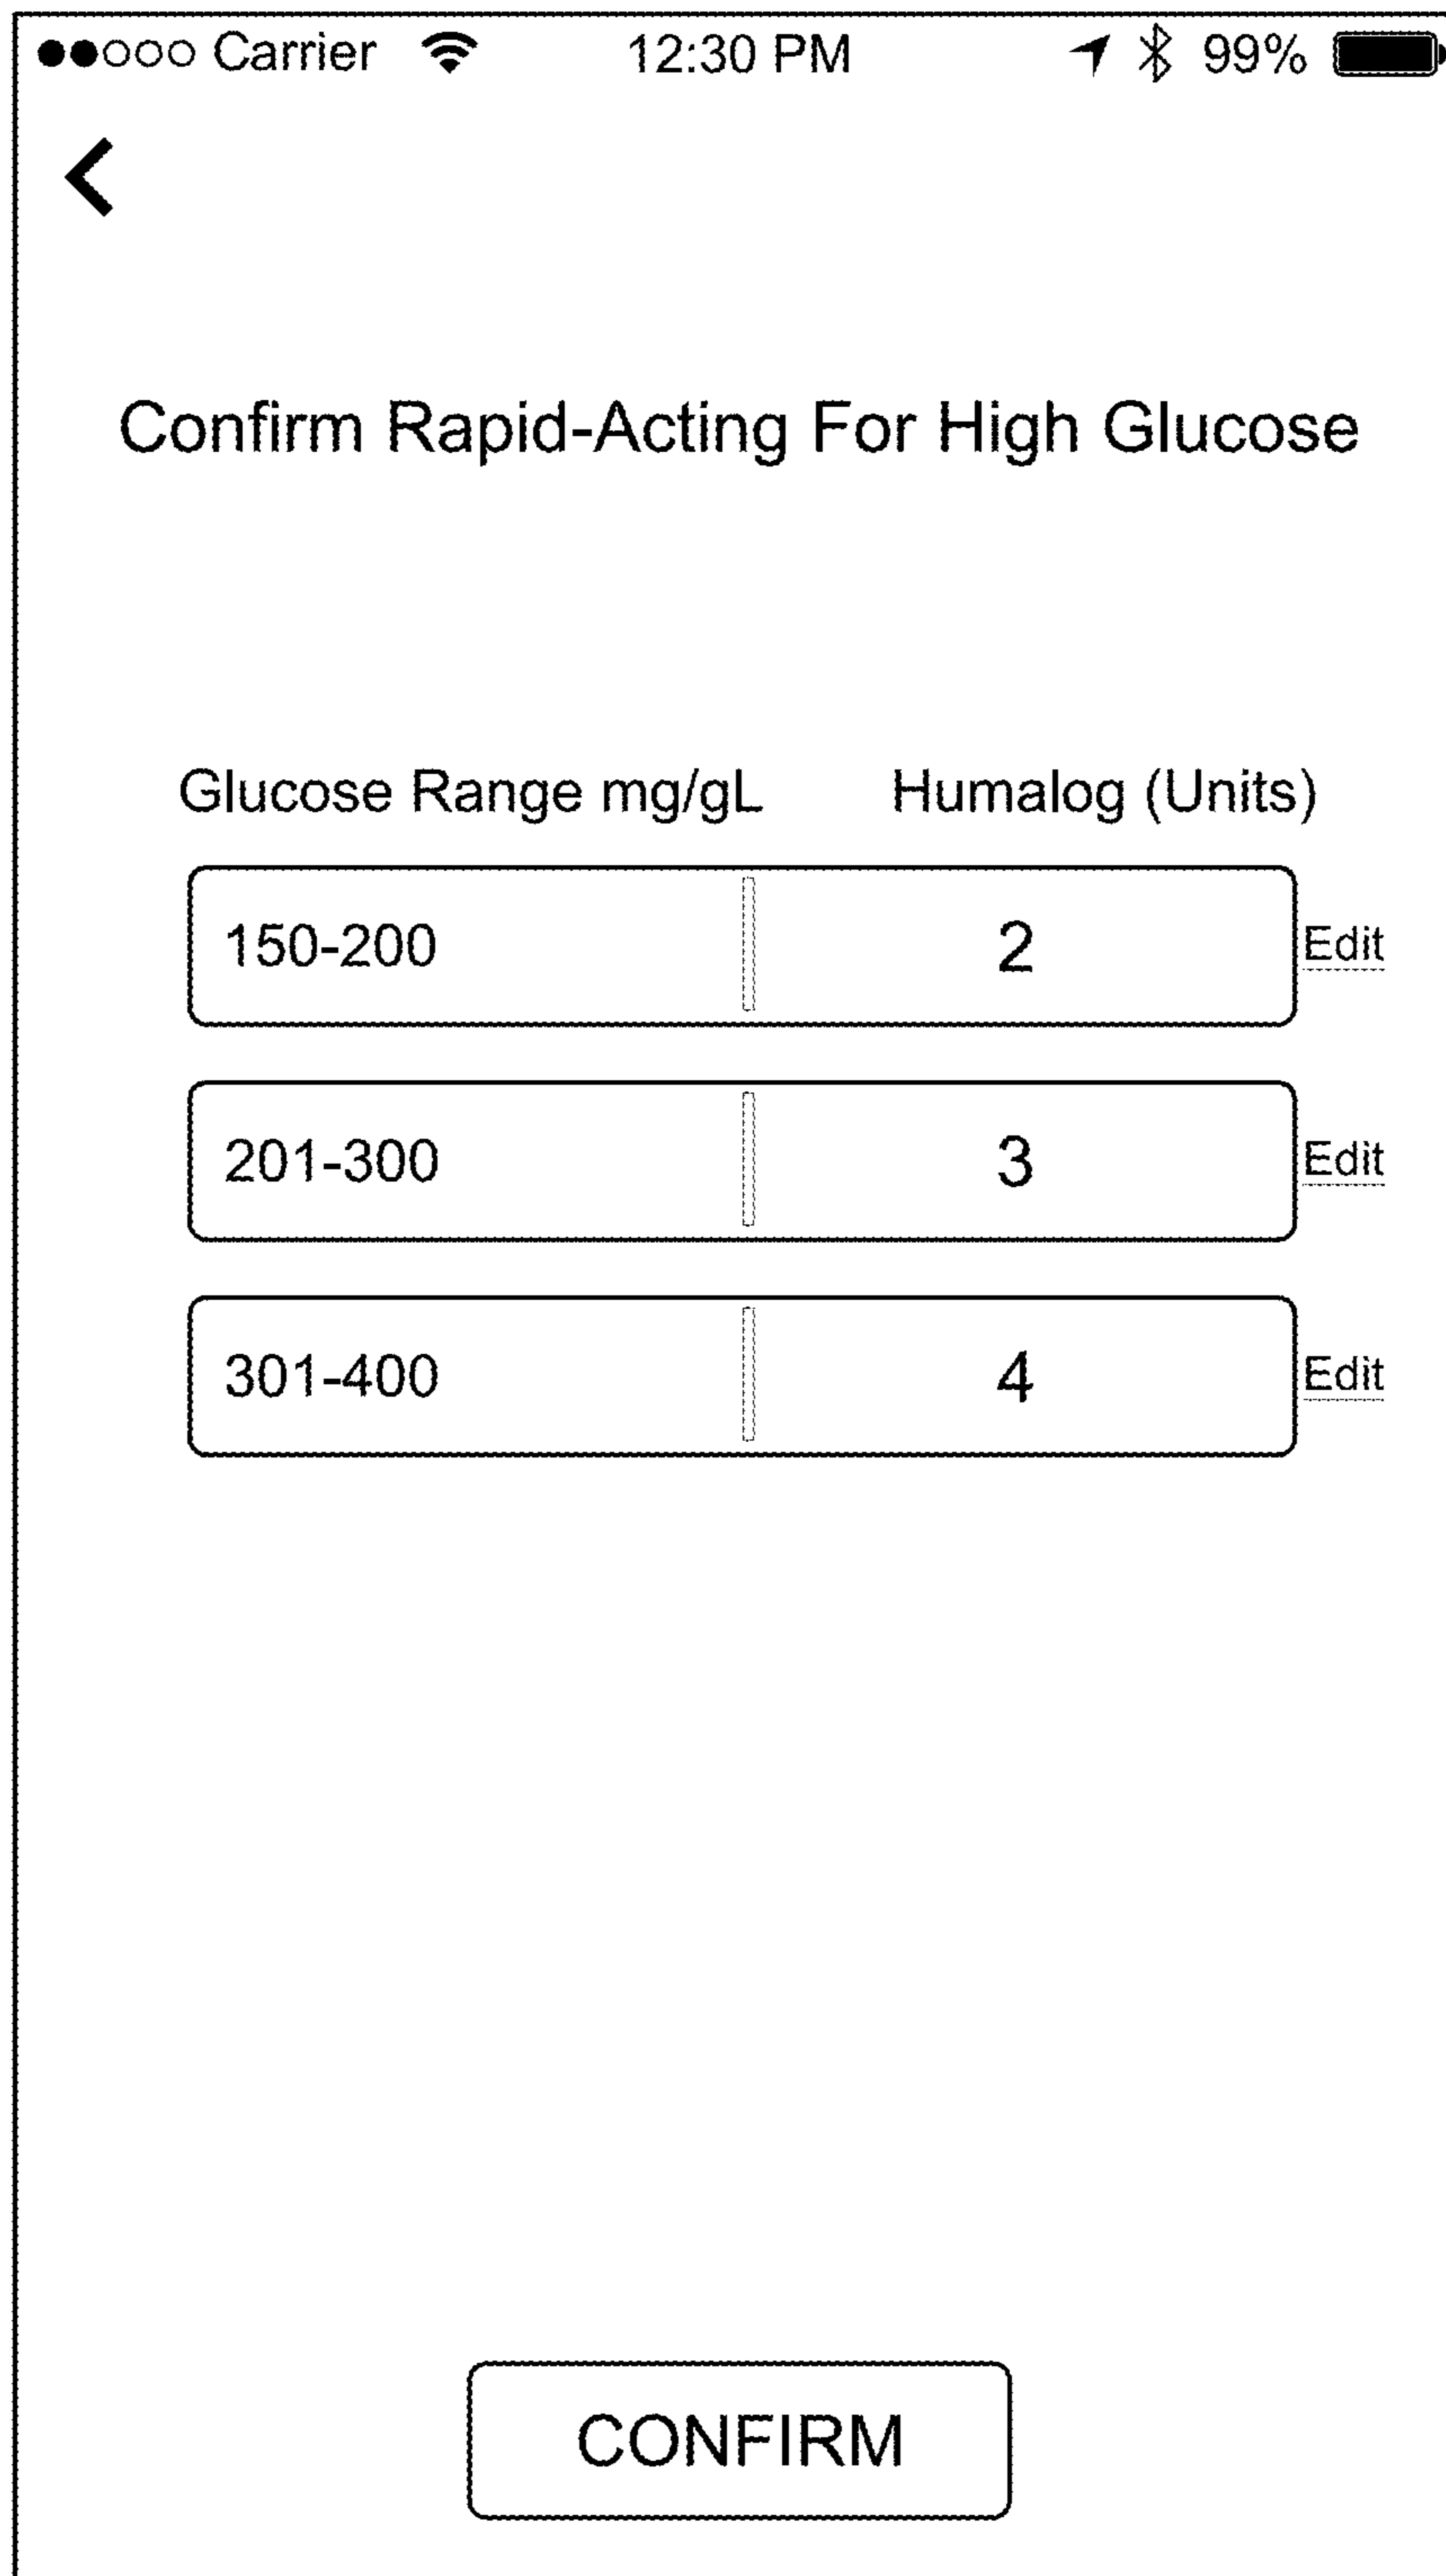 Carrier 12:30 PM 99%
Confirm Rapid-Acting For High Glucose
Glucose Range mg/gL Humalog (Units)
150-200 2 Edit
201-300 3 Edit
301-400 4 Edit
CONFIRM